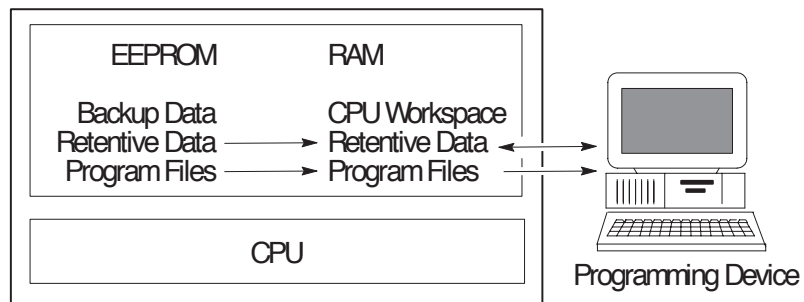 EEPROM RAM
Backup Data CPU Workspace
Retentive Data Retentive Data
Program Files Program Files
CPU
Programming Device